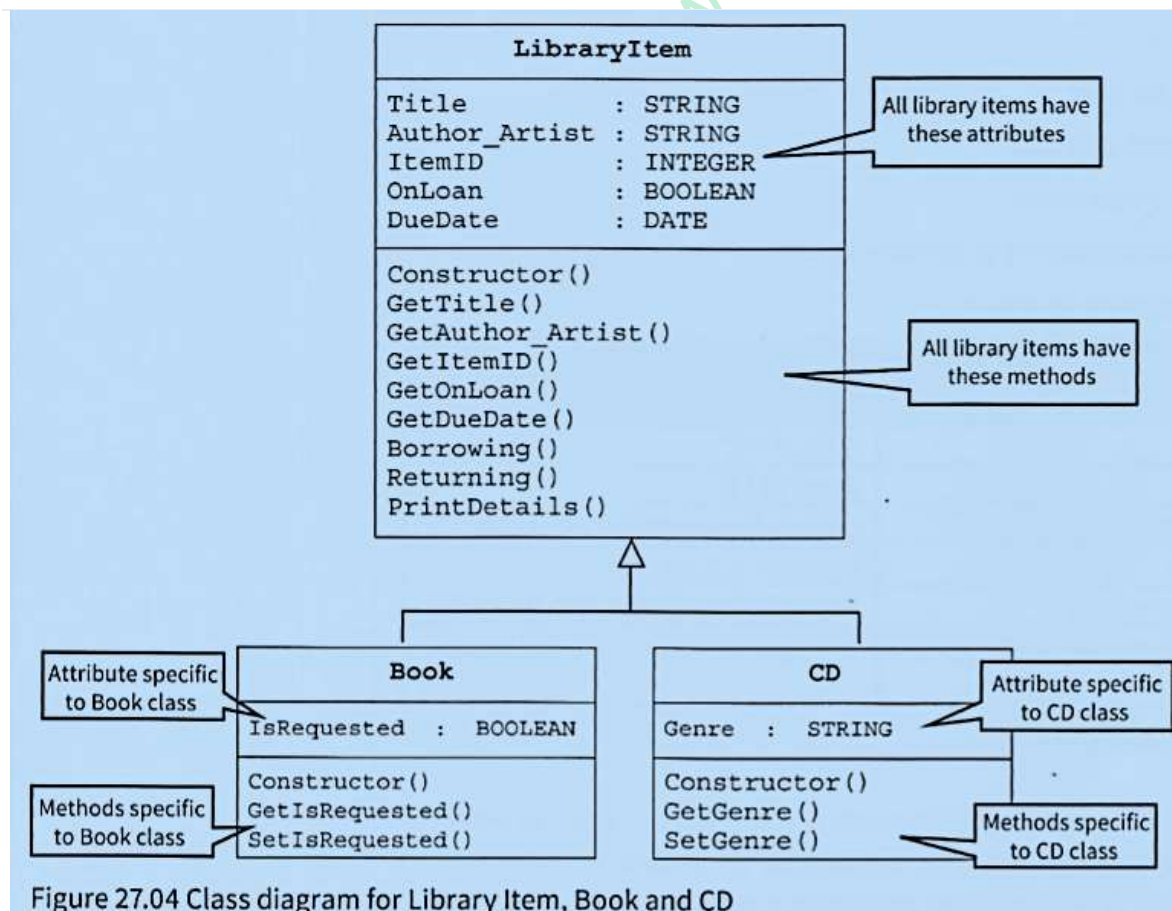 LibraryItem
Title : STRING
Author_Artist : STRING
ItemID : INTEGER
OnLoan : BOOLEAN
DueDate : DATE
All library items have
these attributes
Constructor()
GetTitle()
GetAuthor_Artist()
GetItemID()
GetOnLoan()
GetDueDate()
Borrowing()
Returning()
PrintDetails()
All library items have
these methods
Attribute specific
to Book class
Book
IsRequested : BOOLEAN
Methods specific
to Book class
Constructor()
GetIsRequested()
SetIsRequested()
CD
Genre : STRING
Attribute specific
to CD class
Constructor()
GetGenre()
SetGenre()
Methods specific
to CD class
Figure 27.04 Class diagram for Library Item, Book and CD